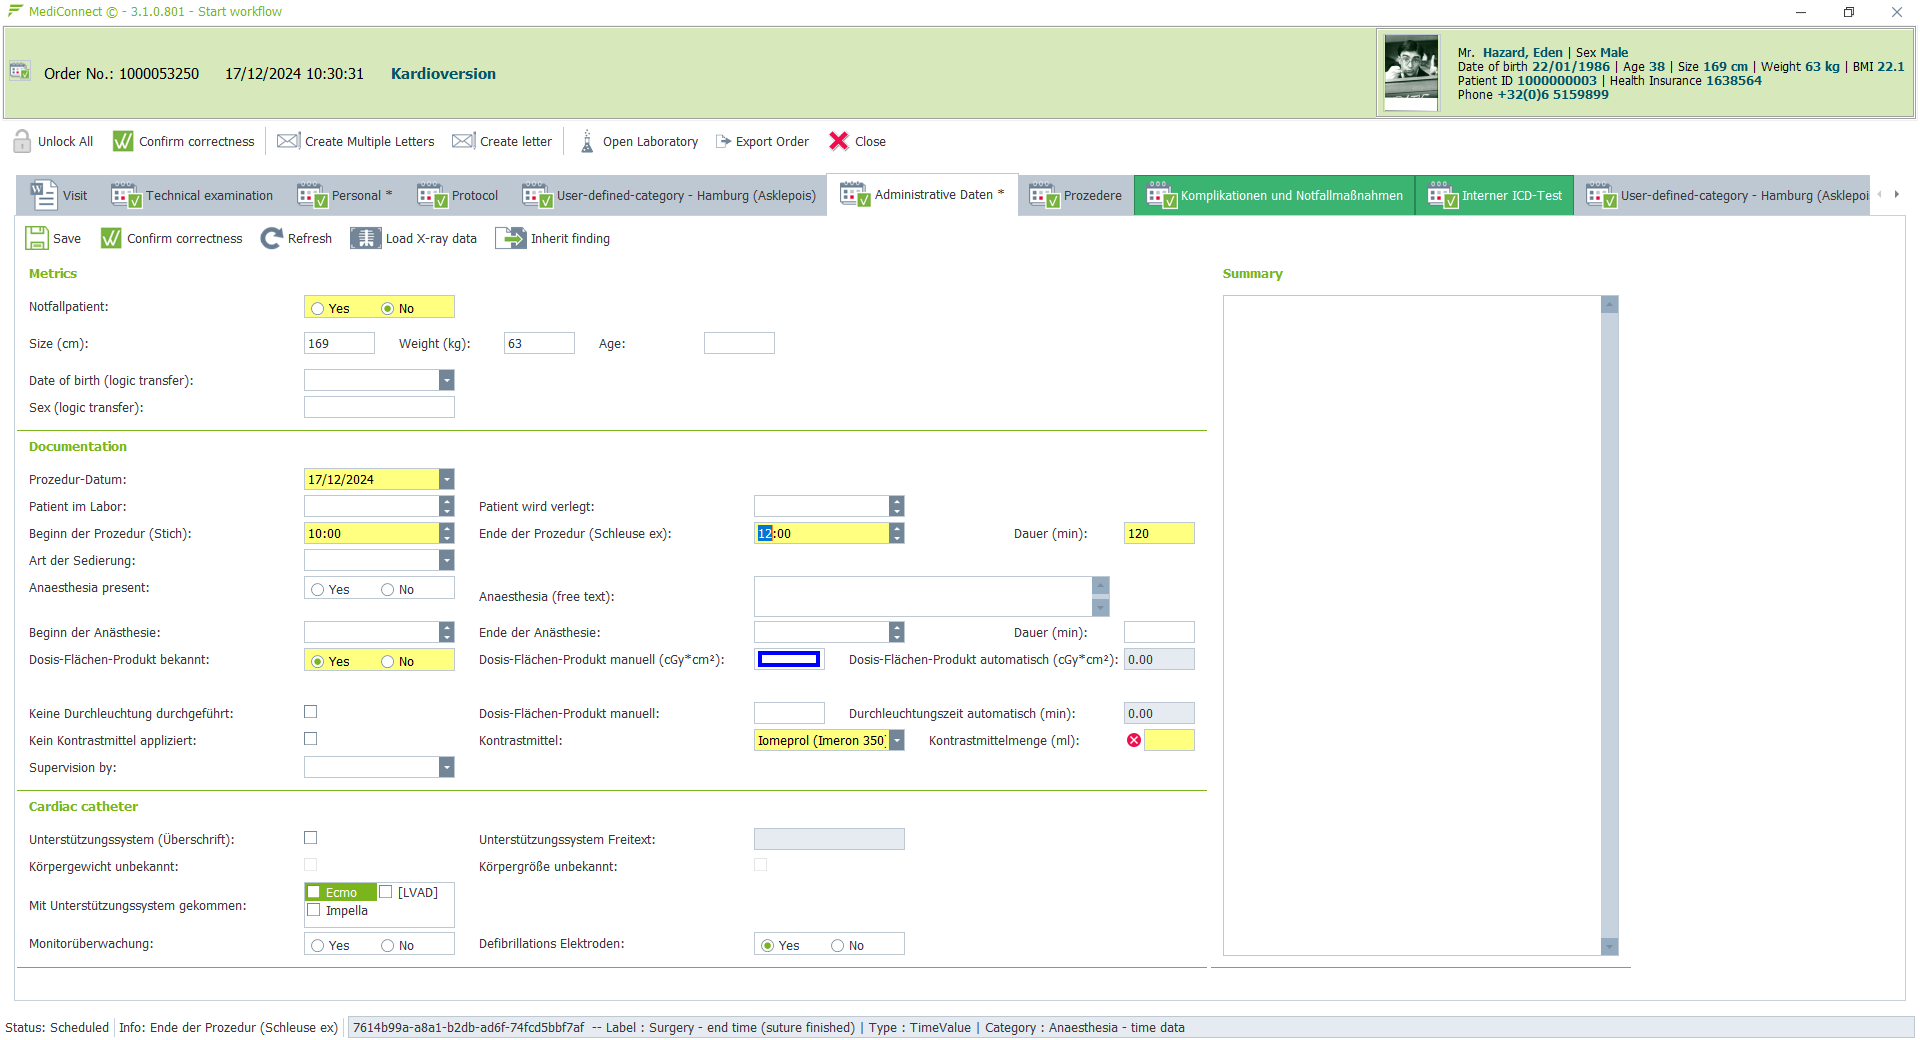 MediConnect © - 3.1.0.801 - Start workflow
Order No.: 1000053250 17/12/2024 10:30:31 Kardioversion
Mr. Hazard, Eden | Sex Male
Date of birth 22/01/1986 | Age 38 | Size 169 cm | Weight 63 kg | BMI 22.1
Patient ID 1000000003 | Health Insurance 1638564
Phone +32(0)6 5159899
Unlock All Confirm correctness Create Multiple Letters Create letter Open Laboratory Export Order Close
Visit Technical examination Personal * Protocol User-defined-category - Hamburg (Asklepois) Administrative Daten * Prozedere Komplikationen und Notfallmaßnahmen Interner ICD-Test User-defined-category - Hamburg (Asklepoi
Save Confirm correctness Refresh Load X-ray data Inherit finding
Metrics
Notfallpatient: Yes No
Size (cm): 169 Weight (kg): 63 Age:
Date of birth (logic transfer):
Sex (logic transfer):
Documentation
Prozedur-Datum: 17/12/2024
Patient im Labor: Patient wird verlegt:
Beginn der Prozedur (Stich): 10:00 Ende der Prozedur (Schleuse ex): 12:00 Dauer (min): 120
Art der Sedierung:
Anaesthesia present: Yes No Anaesthesia (free text):
Beginn der Anästhesie: Ende der Anästhesie: Dauer (min):
Dosis-Flächen-Produkt bekannt: Yes No Dosis-Flächen-Produkt manuell (cGy*cm²): Dosis-Flächen-Produkt automatisch (cGy*cm²): 0.00
Keine Durchleuchtung durchgeführt: Dosis-Flächen-Produkt manuell: Durchleuchtungszeit automatisch (min): 0.00
Kein Kontrastmittel appliziert: Kontrastmittel: Iomeprol (Imeron 350) Kontrastmittelmenge (ml):
Supervision by:
Cardiac catheter
Unterstützungssystem (Überschrift): Unterstützungssystem Freitext:
Körpergewicht unbekannt: Körpergröße unbekannt:
Mit Unterstützungssystem gekommen: Ecmo [LVAD]
Impella
Monitorüberwachung: Yes No Defibrillations Elektroden: Yes No
Summary
Status: Scheduled Info: Ende der Prozedur (Schleuse ex) 7614b99a-a8a1-b2db-ad6f-74fcd5bbf7af -- Label : Surgery - end time (suture finished) | Type : TimeValue | Category : Anaesthesia - time data